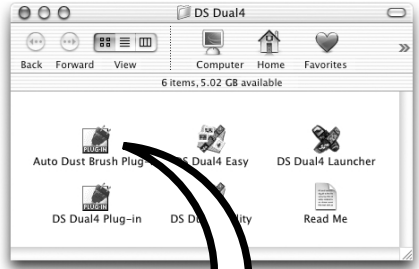 DS Dual4
Back Forward View Computer Home Favorites
6 items, 5.02 GB available
PLUG-IN
Auto Dust Brush Plug- DS Dual4 Easy DS Dual4 Launcher
PLUG-IN
DS Dual4 Plug-in DS Read Me